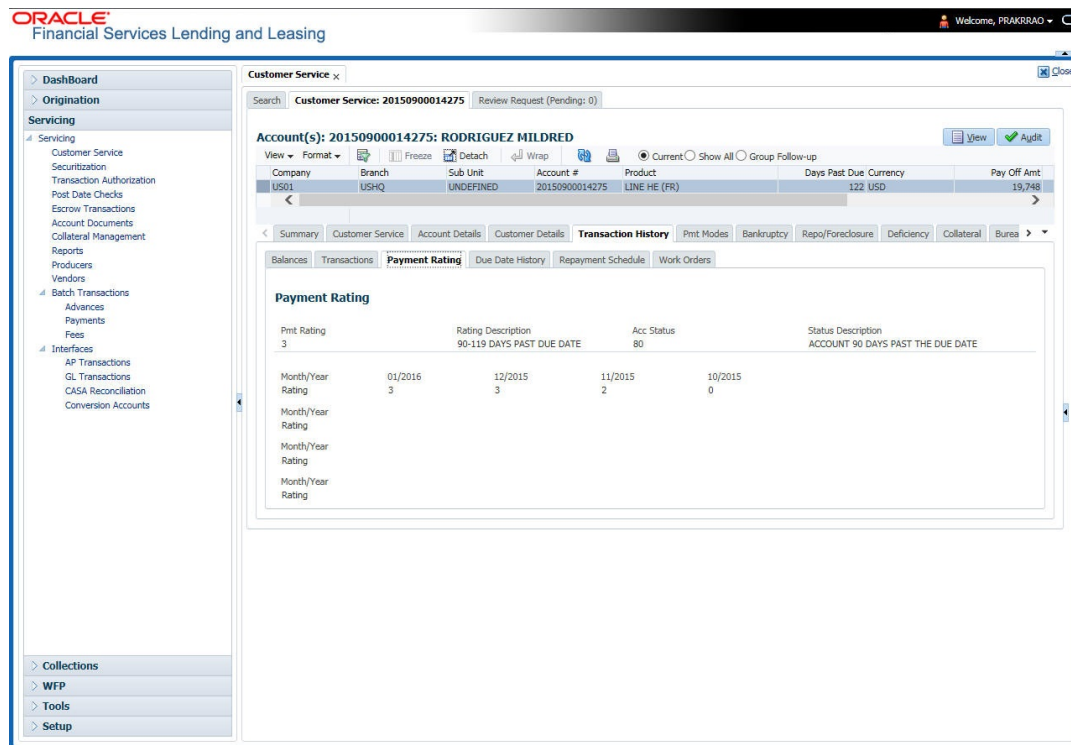 ORACLE
Financial Services Lending and Leasing
Welcome, PRAKRRAO
DashBoard
Origination
Servicing
Servicing
Customer Service
Securitization
Transaction Authorization
Post Date Checks
Escrow Transactions
Account Documents
Collateral Management
Reports
Producers
Vendors
Batch Transactions
Advances
Payments
Fees
Interfaces
AP Transactions
GL Transactions
CASA Reconciliation
Conversion Accounts
Collections
WFP
Tools
Setup
Customer Service x
Close
Search Customer Service: 20150900014275 Review Request (Pending: 0)
Account(s): 20150900014275: RODRIGUEZ MILDRED
View Audit
View Format Freeze Detach Wrap Current Show All Group Follow-up
Company Branch Sub Unit Account # Product Days Past Due Currency Pay Off Amt
US01 USHQ UNDEFINED 20150900014275 LINE HE (FR) 122 USD 19,748
Summary Customer Service Account Details Customer Details Transaction History Pmt Modes Bankruptcy Repo/Foreclosure Deficiency Collateral Burea
Balances Transactions Payment Rating Due Date History Repayment Schedule Work Orders
Payment Rating
Pmt Rating Rating Description Acc Status Status Description
3 90-119 DAYS PAST DUE DATE 80 ACCOUNT 90 DAYS PAST THE DUE DATE
Month/Year 01/2016 12/2015 11/2015 10/2015
Rating 3 3 2 0
Month/Year
Rating
Month/Year
Rating
Month/Year
Rating